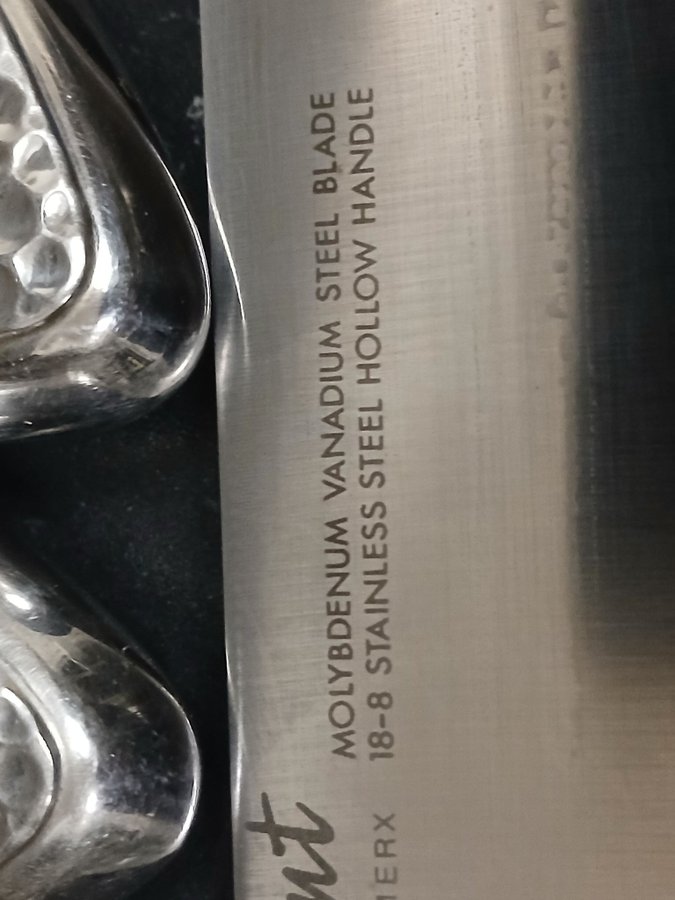 MOLYBDENUM VANADIUM STEEL BLADE
18-8 STAINLESS STEEL HOLLOW HANDLE